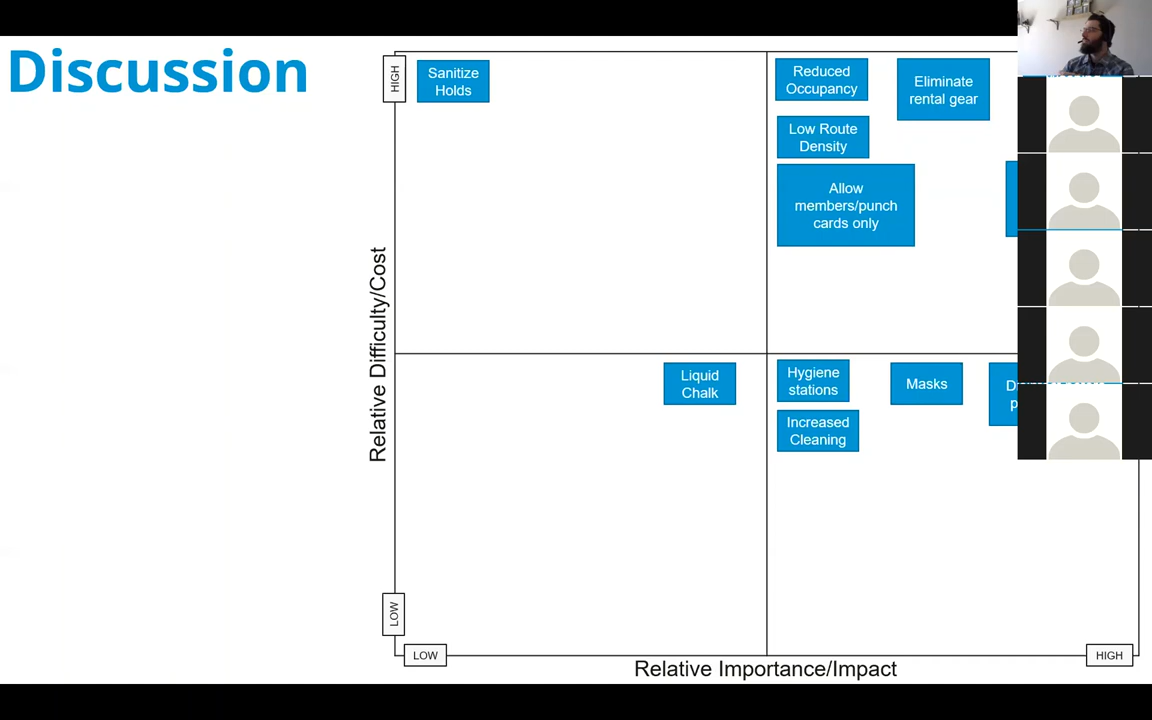 Discussion
HIGH
Sanitize
Holds
Reduced
Occupancy
Eliminate
rental gear
Low Route
Density
Allow
members/punch
cards only
Relative Difficulty/Cost
Liquid
Chalk
Hygiene
stations
Masks
Increased
Cleaning
LOW
LOW
HIGH
Relative Importance/Impact